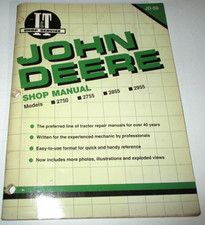 JD-58
I&T
SHOP SERVICE
JOHN
DEERE
SHOP MANUAL
Models ▪ 2750 ▪ 2755 ▪ 2855 ▪ 2955
▪ The preferred line of tractor repair manuals for over 40 years
▪ Written for the experienced mechanic by professionals
▪ Easy-to-use format for quick and handy reference
▪ Now includes more photos, illustrations and exploded views